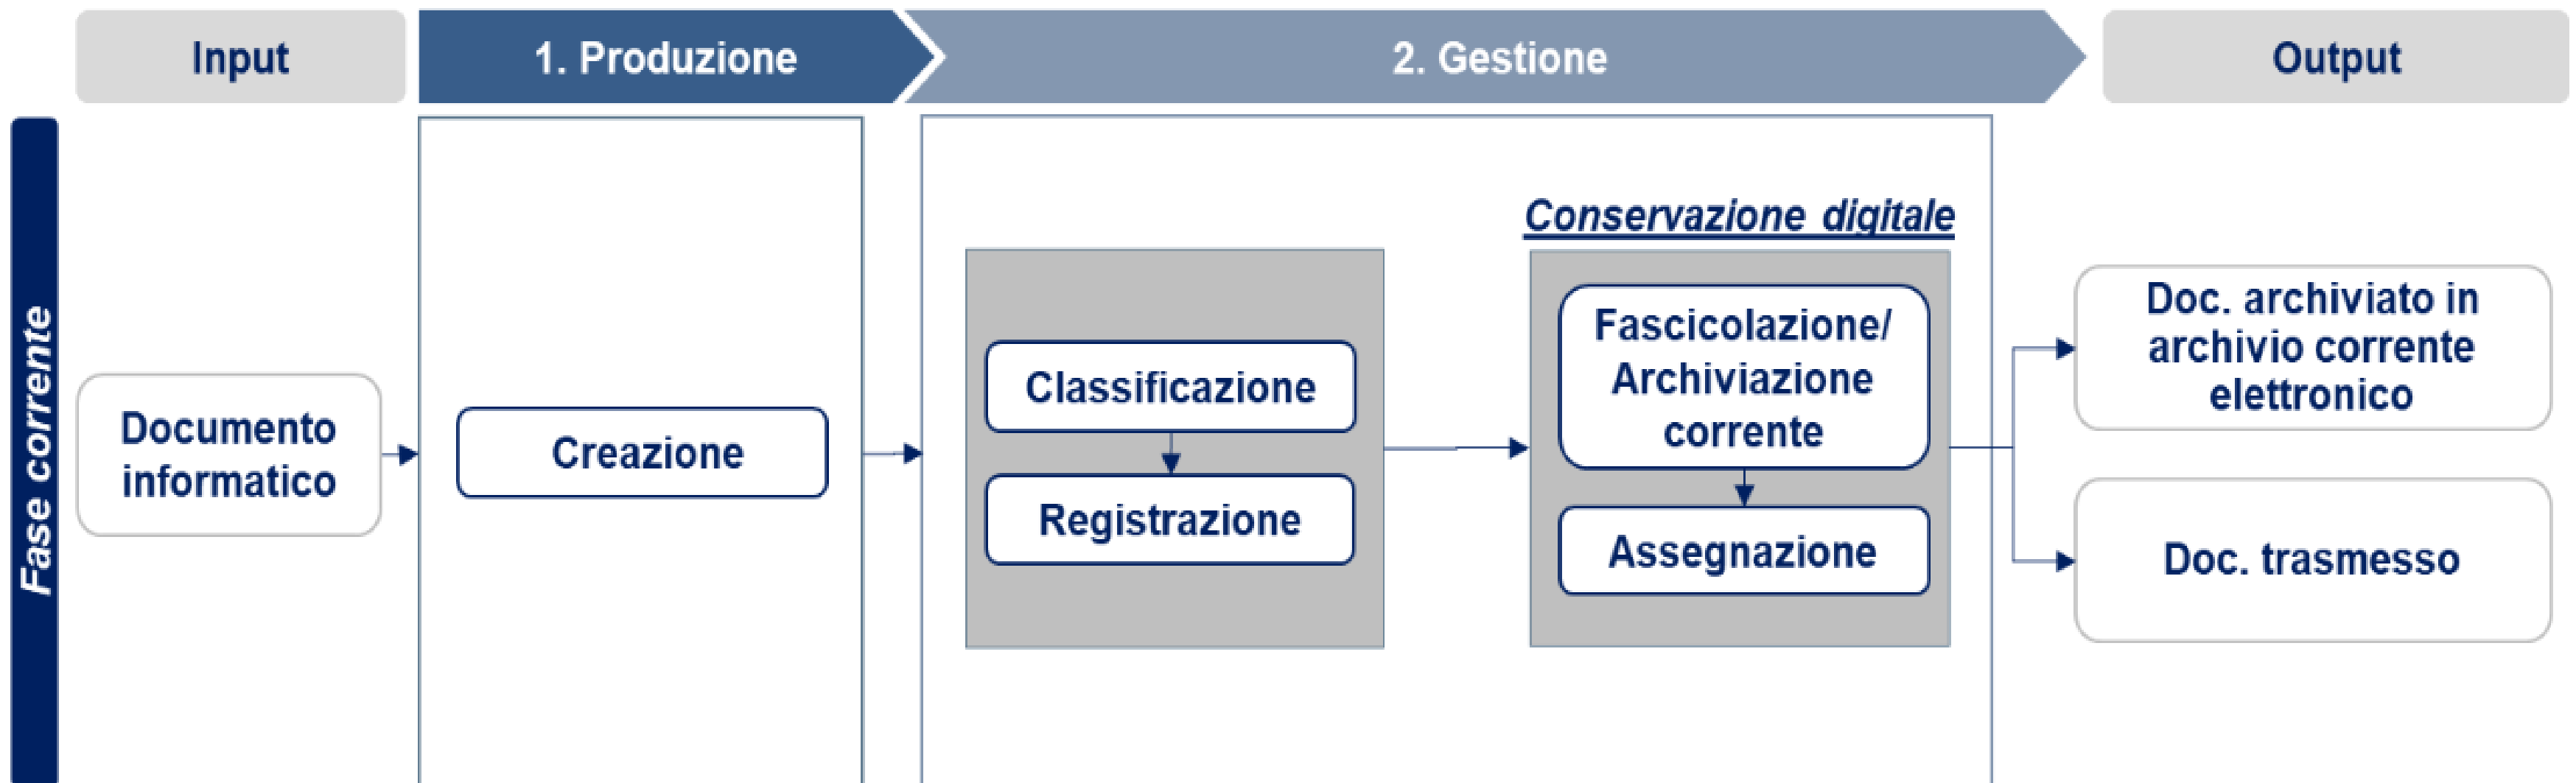 Input
1. Produzione
2. Gestione
Output
Fase corrente
Documento
informatico
Creazione
Classificazione
Registrazione
Conservazione digitale
Fascicolazione/
Archiviazione
corrente
Assegnazione
Doc. archiviato in
archivio corrente
elettronico
Doc. trasmesso